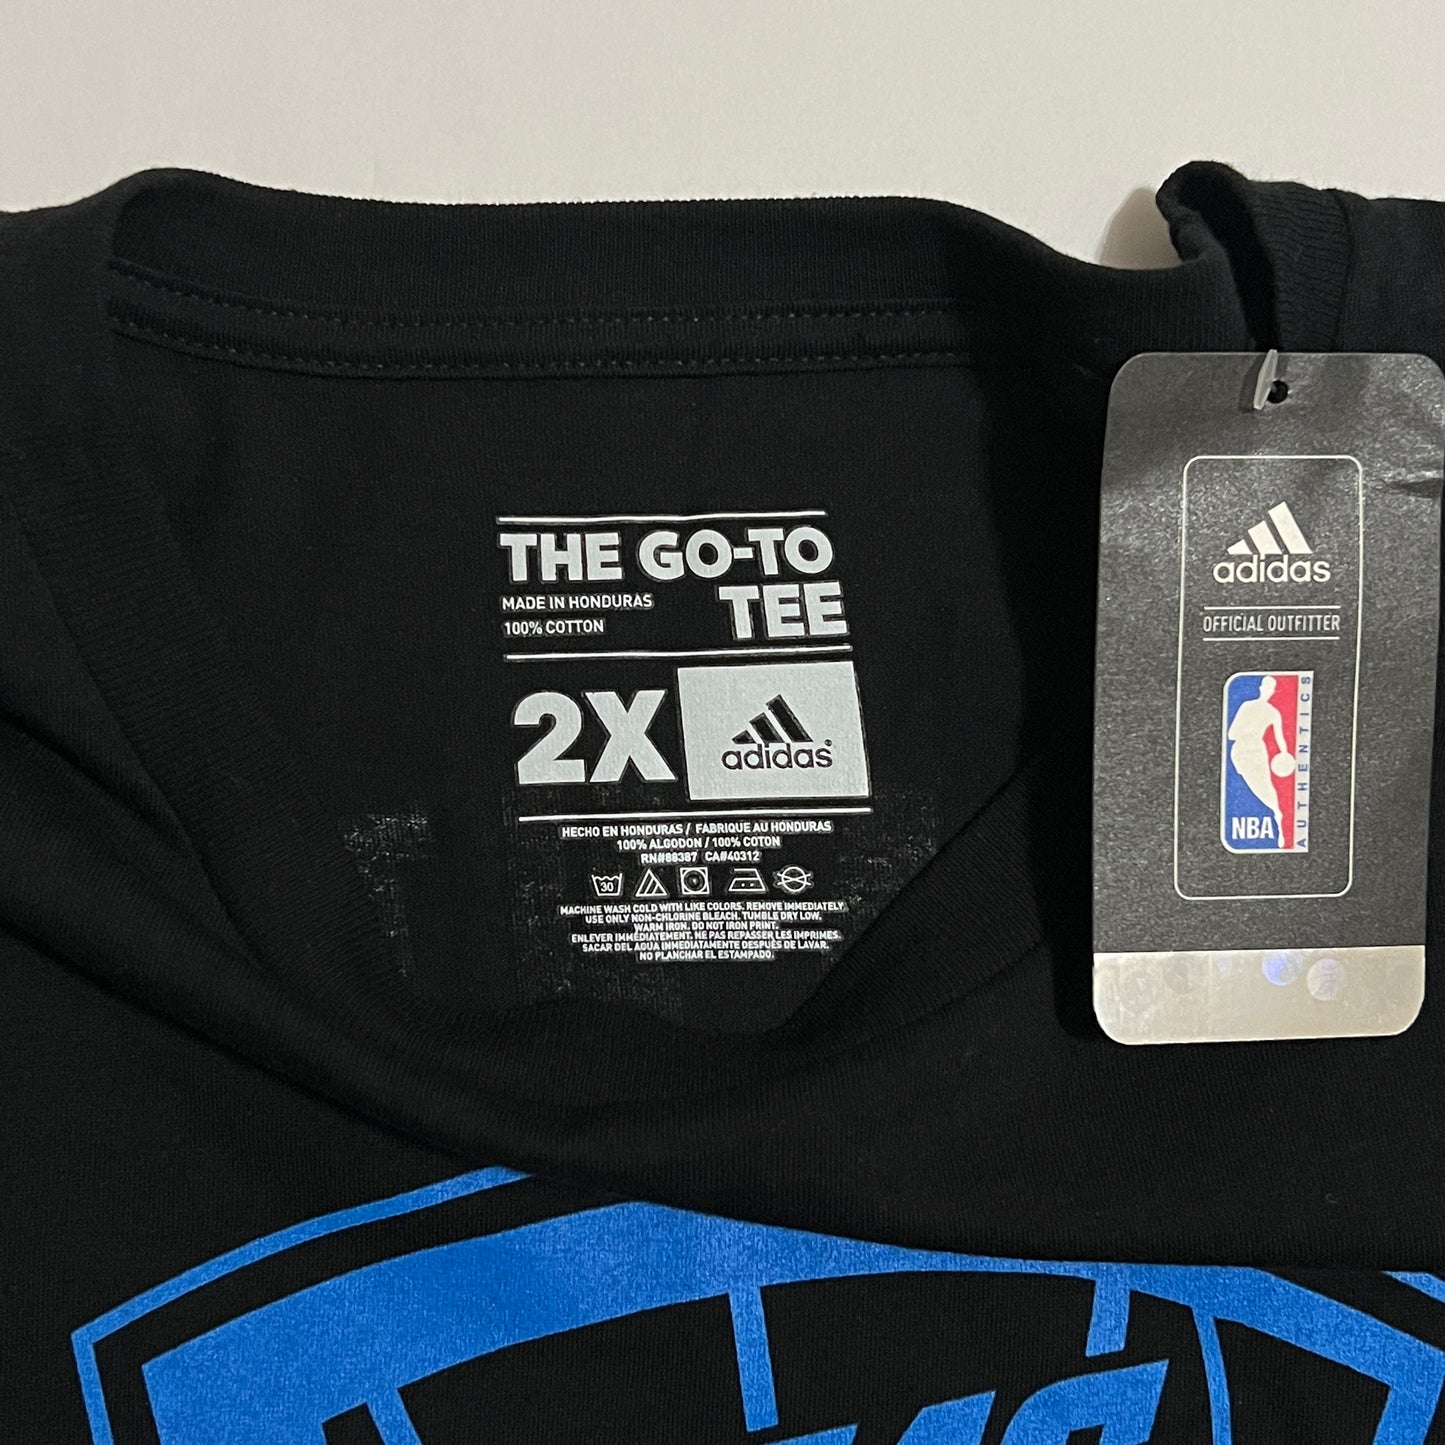 THE GO-TO
TEE
MADE IN HONDURAS
100% COTTON
2X
adidas®
HECHO EN HONDURAS / FABRIQUE AU HONDURAS
100% ALGODON / 100% COTON
RN#88387 CA#40312
30
MACHINE WASH COLD WITH LIKE COLORS. REMOVE IMMEDIATELY.
USE ONLY NON-CHLORINE BLEACH. TUMBLE DRY LOW.
WARM IRON. DO NOT IRON PRINT.
ENLEVER IMMÉDIATEMENT. NE PAS REPASSER LES IMPRIMES.
SACAR DEL AGUA INMEDIATAMENTE DESPUÉS DE LAVAR.
NO PLANCHAR EL ESTAMPADO.
adidas
OFFICIAL OUTFITTER
NBA
AUTHENTICS